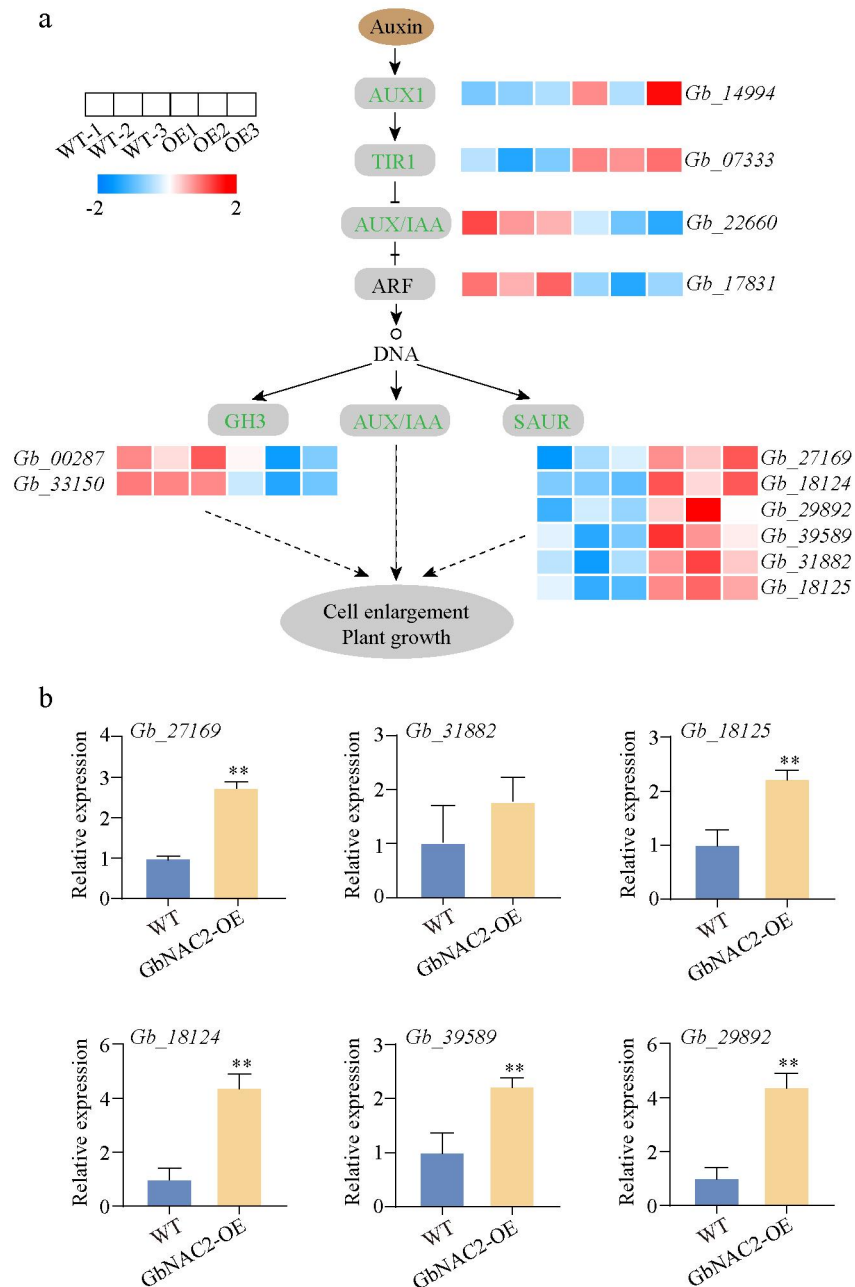 a
Auxin
AUX1
Gb_14994
WT-1 WT-2 WT-3 OE1 OE2 OE3
TIR1
Gb_07333
-2 2
AUX/IAA
Gb_22660
ARF
Gb_17831
DNA
GH3 AUX/IAA SAUR
Gb_00287
Gb_33150
Gb_27169
Gb_18124
Gb_29892
Gb_39589
Gb_31882
Gb_18125
Cell enlargement
Plant growth
b
Gb_27169
Relative expression
4
3
2
1
0
**
WT
GbNAC2-OE
Gb_31882
Relative expression
3
2
1
0
WT
GbNAC2-OE
Gb_18125
Relative expression
3
2
1
0
**
WT
GbNAC2-OE
Gb_18124
Relative expression
6
4
2
0
**
WT
GbNAC2-OE
Gb_39589
Relative expression
3
2
1
0
**
WT
GbNAC2-OE
Gb_29892
Relative expression
6
4
2
0
**
WT
GbNAC2-OE